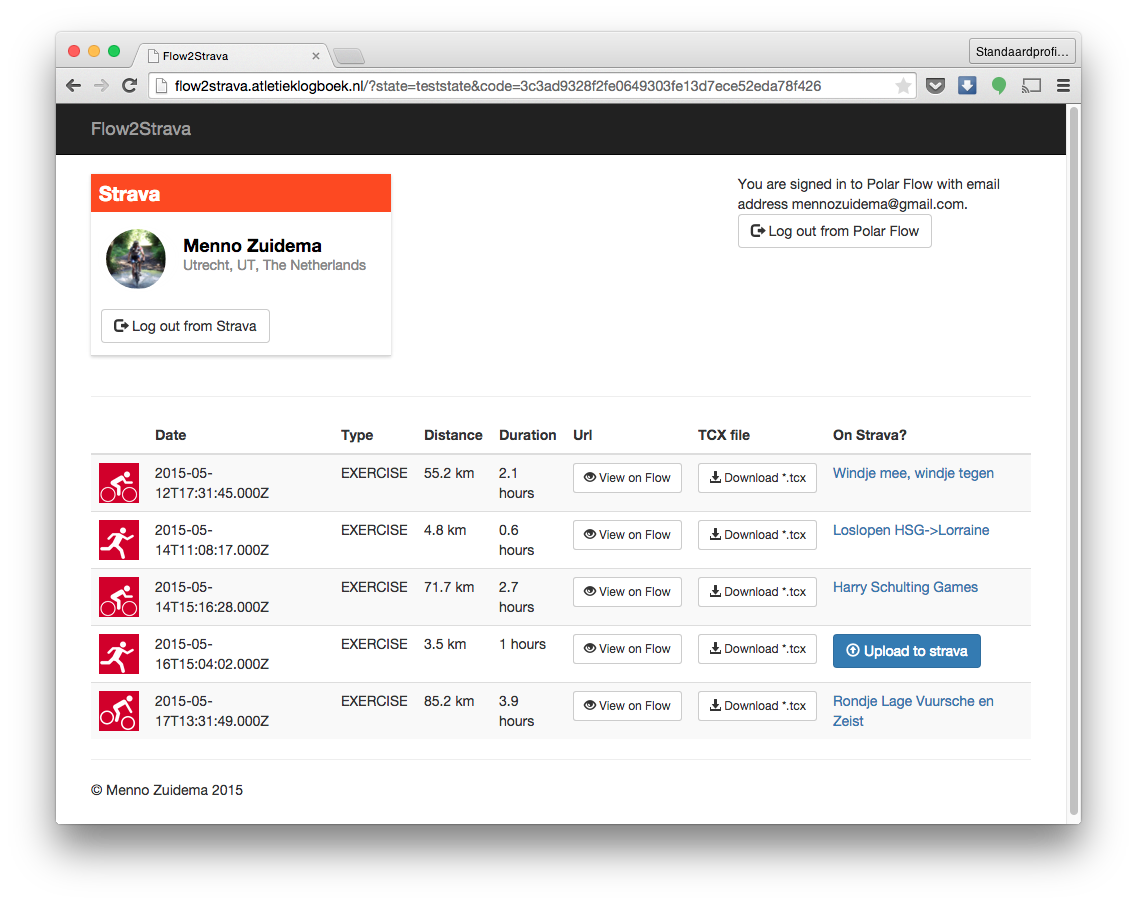 Flow2Strava
Standaardprofi...
flow2strava.atletieklogboek.nl/?state=teststate&code=3c3ad9328f2fe0649303fe13d7ece52eda78f426
Flow2Strava
Strava
Menno Zuidema
Utrecht, UT, The Netherlands
Log out from Strava
You are signed in to Polar Flow with email
address mennozuidema@gmail.com.
Log out from Polar Flow
Date Type Distance Duration Url TCX file On Strava?
2015-05- EXERCISE 55.2 km 2.1 View on Flow Download *.tcx Windje mee, windje tegen
12T17:31:45.000Z hours
2015-05- EXERCISE 4.8 km 0.6 View on Flow Download *.tcx Loslopen HSG->Lorraine
14T11:08:17.000Z hours
2015-05- EXERCISE 71.7 km 2.7 View on Flow Download *.tcx Harry Schulting Games
14T15:16:28.000Z hours
2015-05- EXERCISE 3.5 km 1 hours View on Flow Download *.tcx Upload to strava
16T15:04:02.000Z
2015-05- EXERCISE 85.2 km 3.9 View on Flow Download *.tcx Rondje Lage Vuursche en
17T13:31:49.000Z hours Zeist
© Menno Zuidema 2015